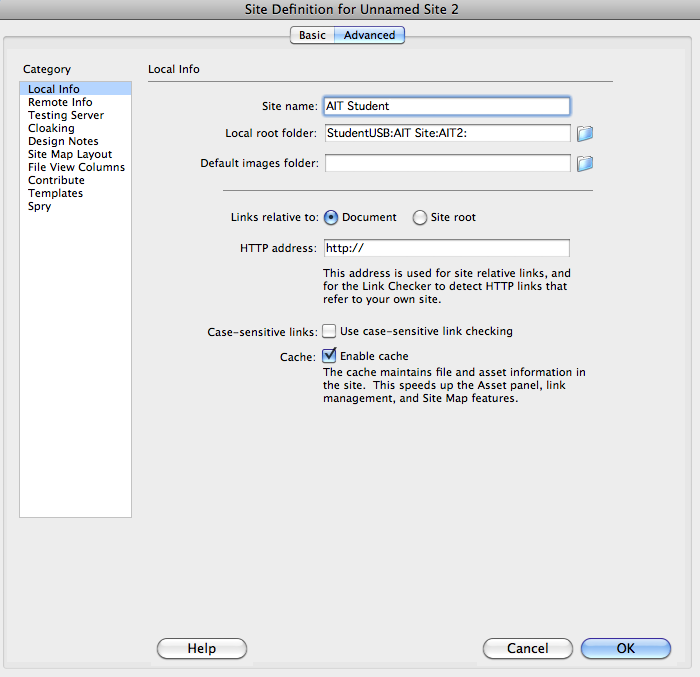 Site Definition for Unnamed Site 2
Basic Advanced
Category
Local Info
Remote Info
Testing Server
Cloaking
Design Notes
Site Map Layout
File View Columns
Contribute
Templates
Spry
Local Info
Site name: AIT Student
Local root folder: StudentUSB:AIT Site:AIT2:
Default images folder:
Links relative to: Document Site root
HTTP address: http://
This address is used for site relative links, and
for the Link Checker to detect HTTP links that
refer to your own site.
Case-sensitive links: Use case-sensitive link checking
Cache: Enable cache
The cache maintains file and asset information in
the site. This speeds up the Asset panel, link
management, and Site Map features.
Help Cancel OK